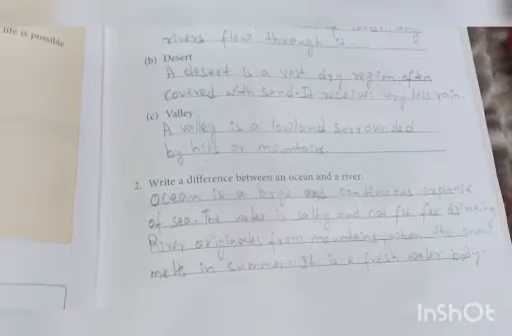 life is possible
rivers flow through it
(b) Desert
A desert is a vast dry region often
covered with sand. It receives very less rain.
(c) Valley
A valley is a lowland surrounded
by hills or mountains
2. Write a difference between an ocean and a river.
Ocean is a large and continuous expanse
of sea. The water is salty and not fit for drinking
River originates from mountains when the snow
melts in summer. It is a fresh water body.
InShOt